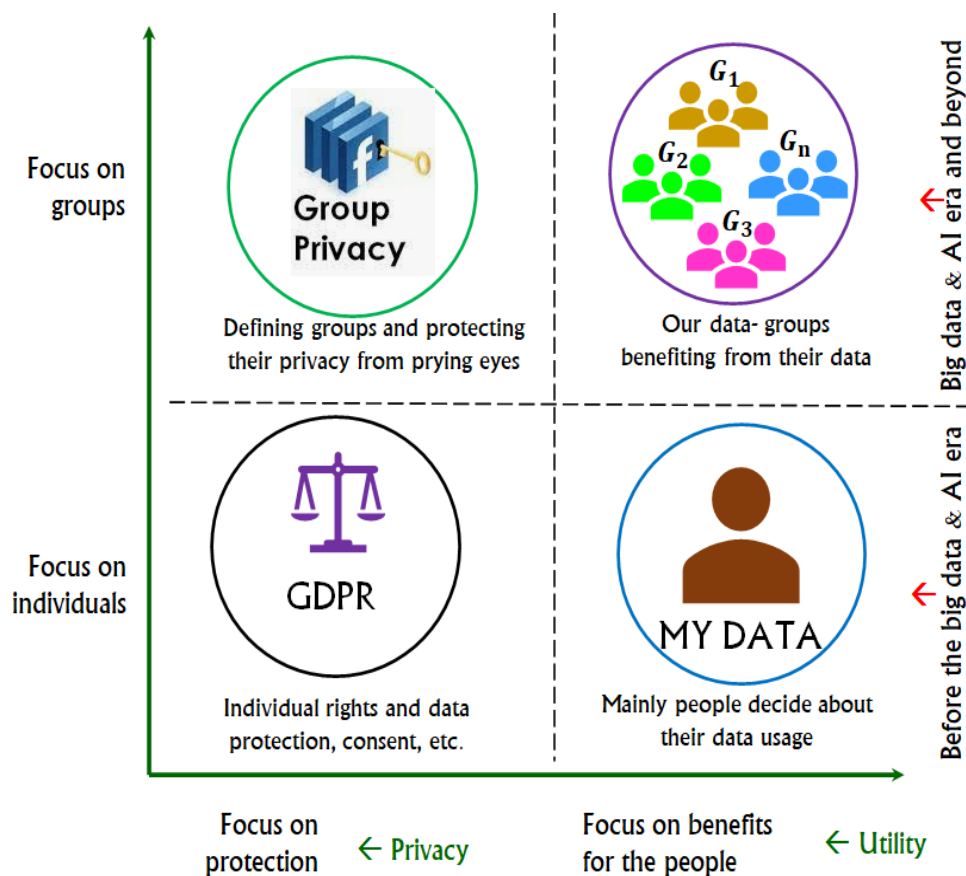 Focus on
groups
f
Group
Privacy
Defining groups and protecting
their privacy from prying eyes
G₁
G₂
Gₙ
G₃
Our data- groups
benefiting from their data
← Big data & AI era and beyond
Focus on
individuals
GDPR
Individual rights and data
protection, consent, etc.
MY DATA
Mainly people decide about
their data usage
← Before the big data & AI era
Focus on
protection
← Privacy
Focus on benefits
for the people
← Utility